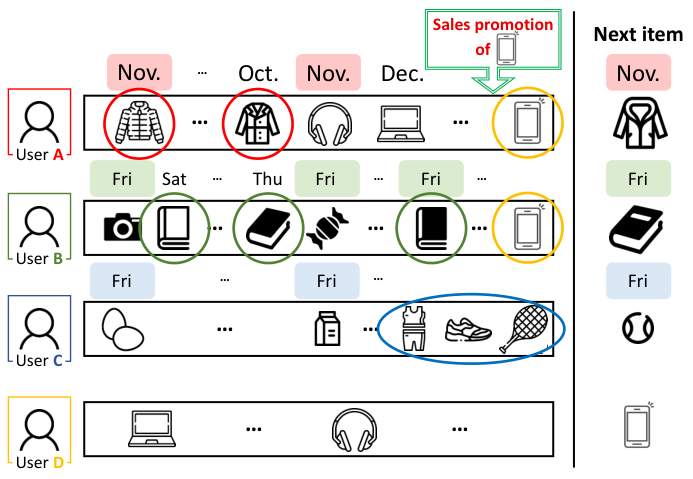 Sales promotion
of
Next item
Nov.
...
Oct.
Nov.
Dec.
Nov.
...
...
User A
Fri
Sat
...
Thu
Fri
...
Fri
...
Fri
...
...
...
User B
Fri
...
Fri
...
Fri
...
...
User C
...
...
User D